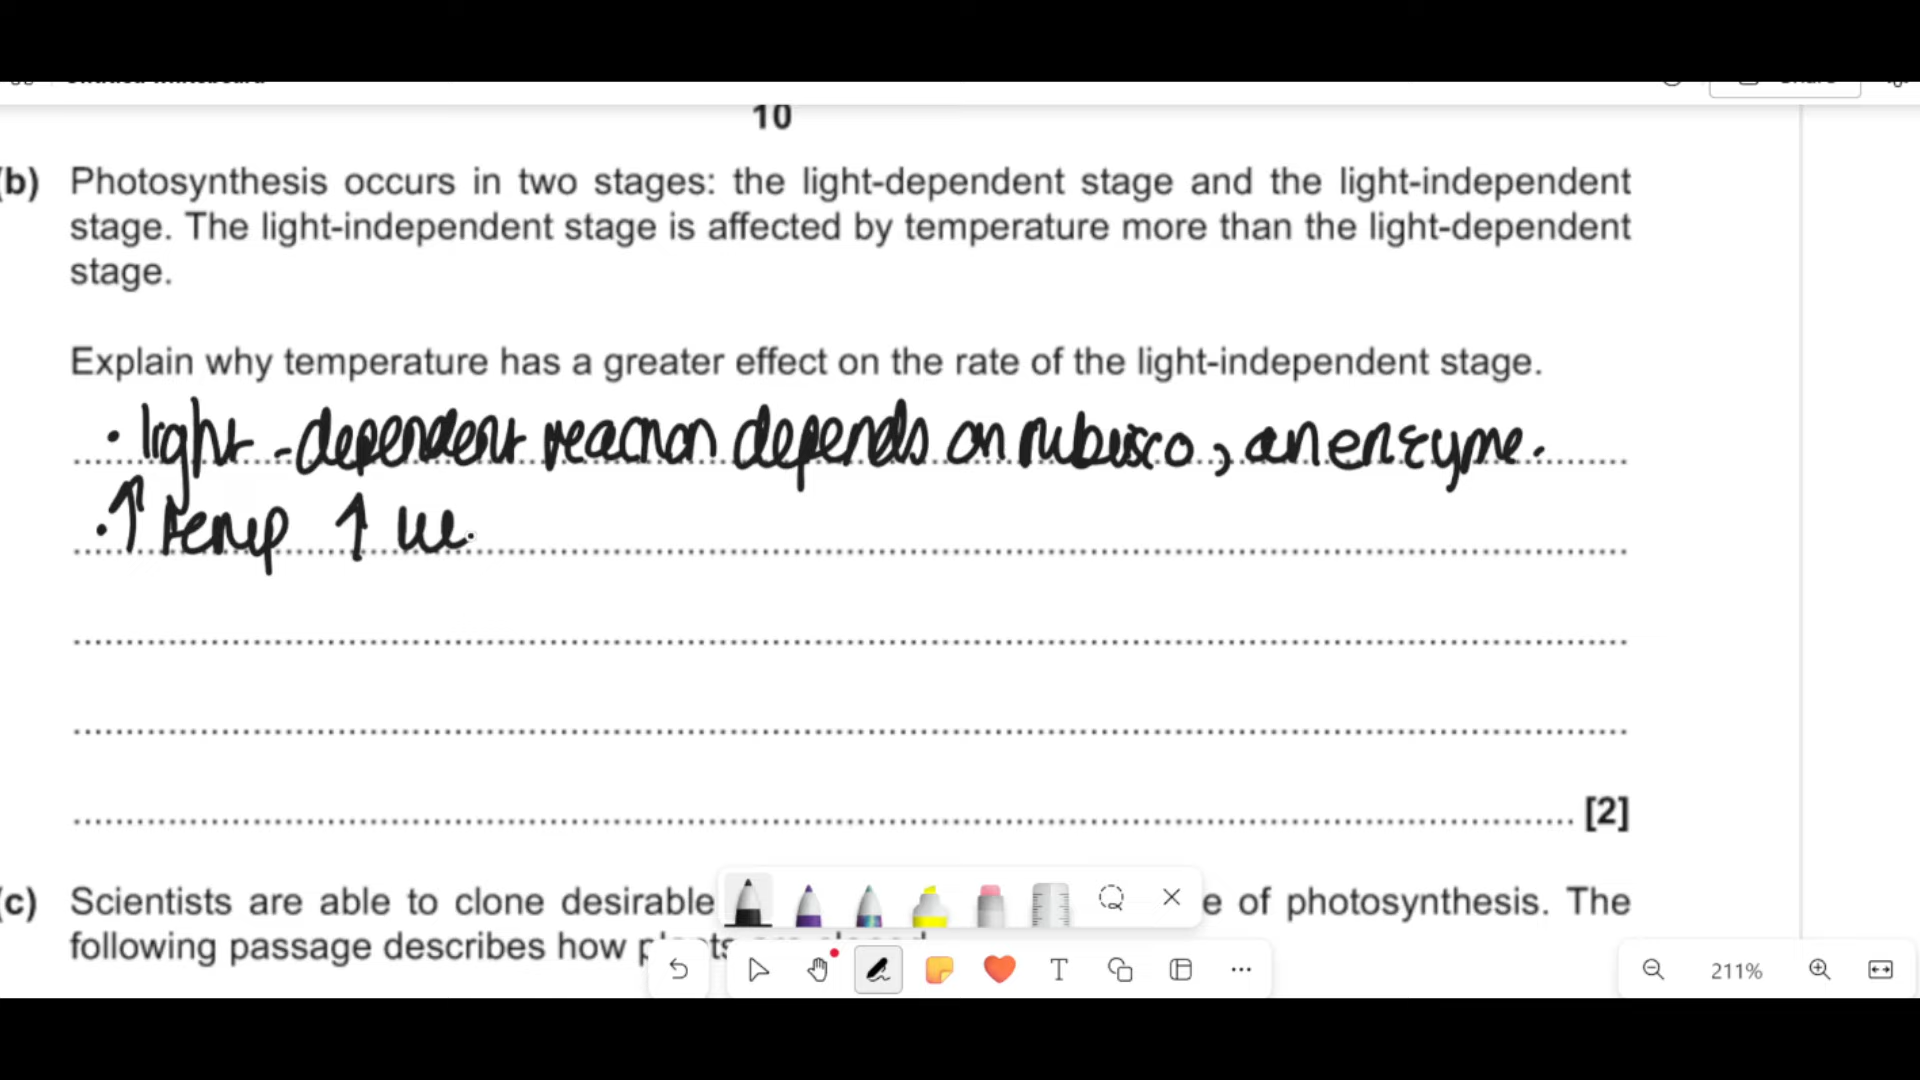 10
(b) Photosynthesis occurs in two stages: the light-dependent stage and the light-independent
stage. The light-independent stage is affected by temperature more than the light-dependent
stage.
Explain why temperature has a greater effect on the rate of the light-independent stage.
• light-dependent reaction depends on rubisco, an enzyme.
• ↑ temp ↑
[2]
(c) Scientists are able to clone desirable e of photosynthesis. The
following passage describes how plants are cloned.
211%